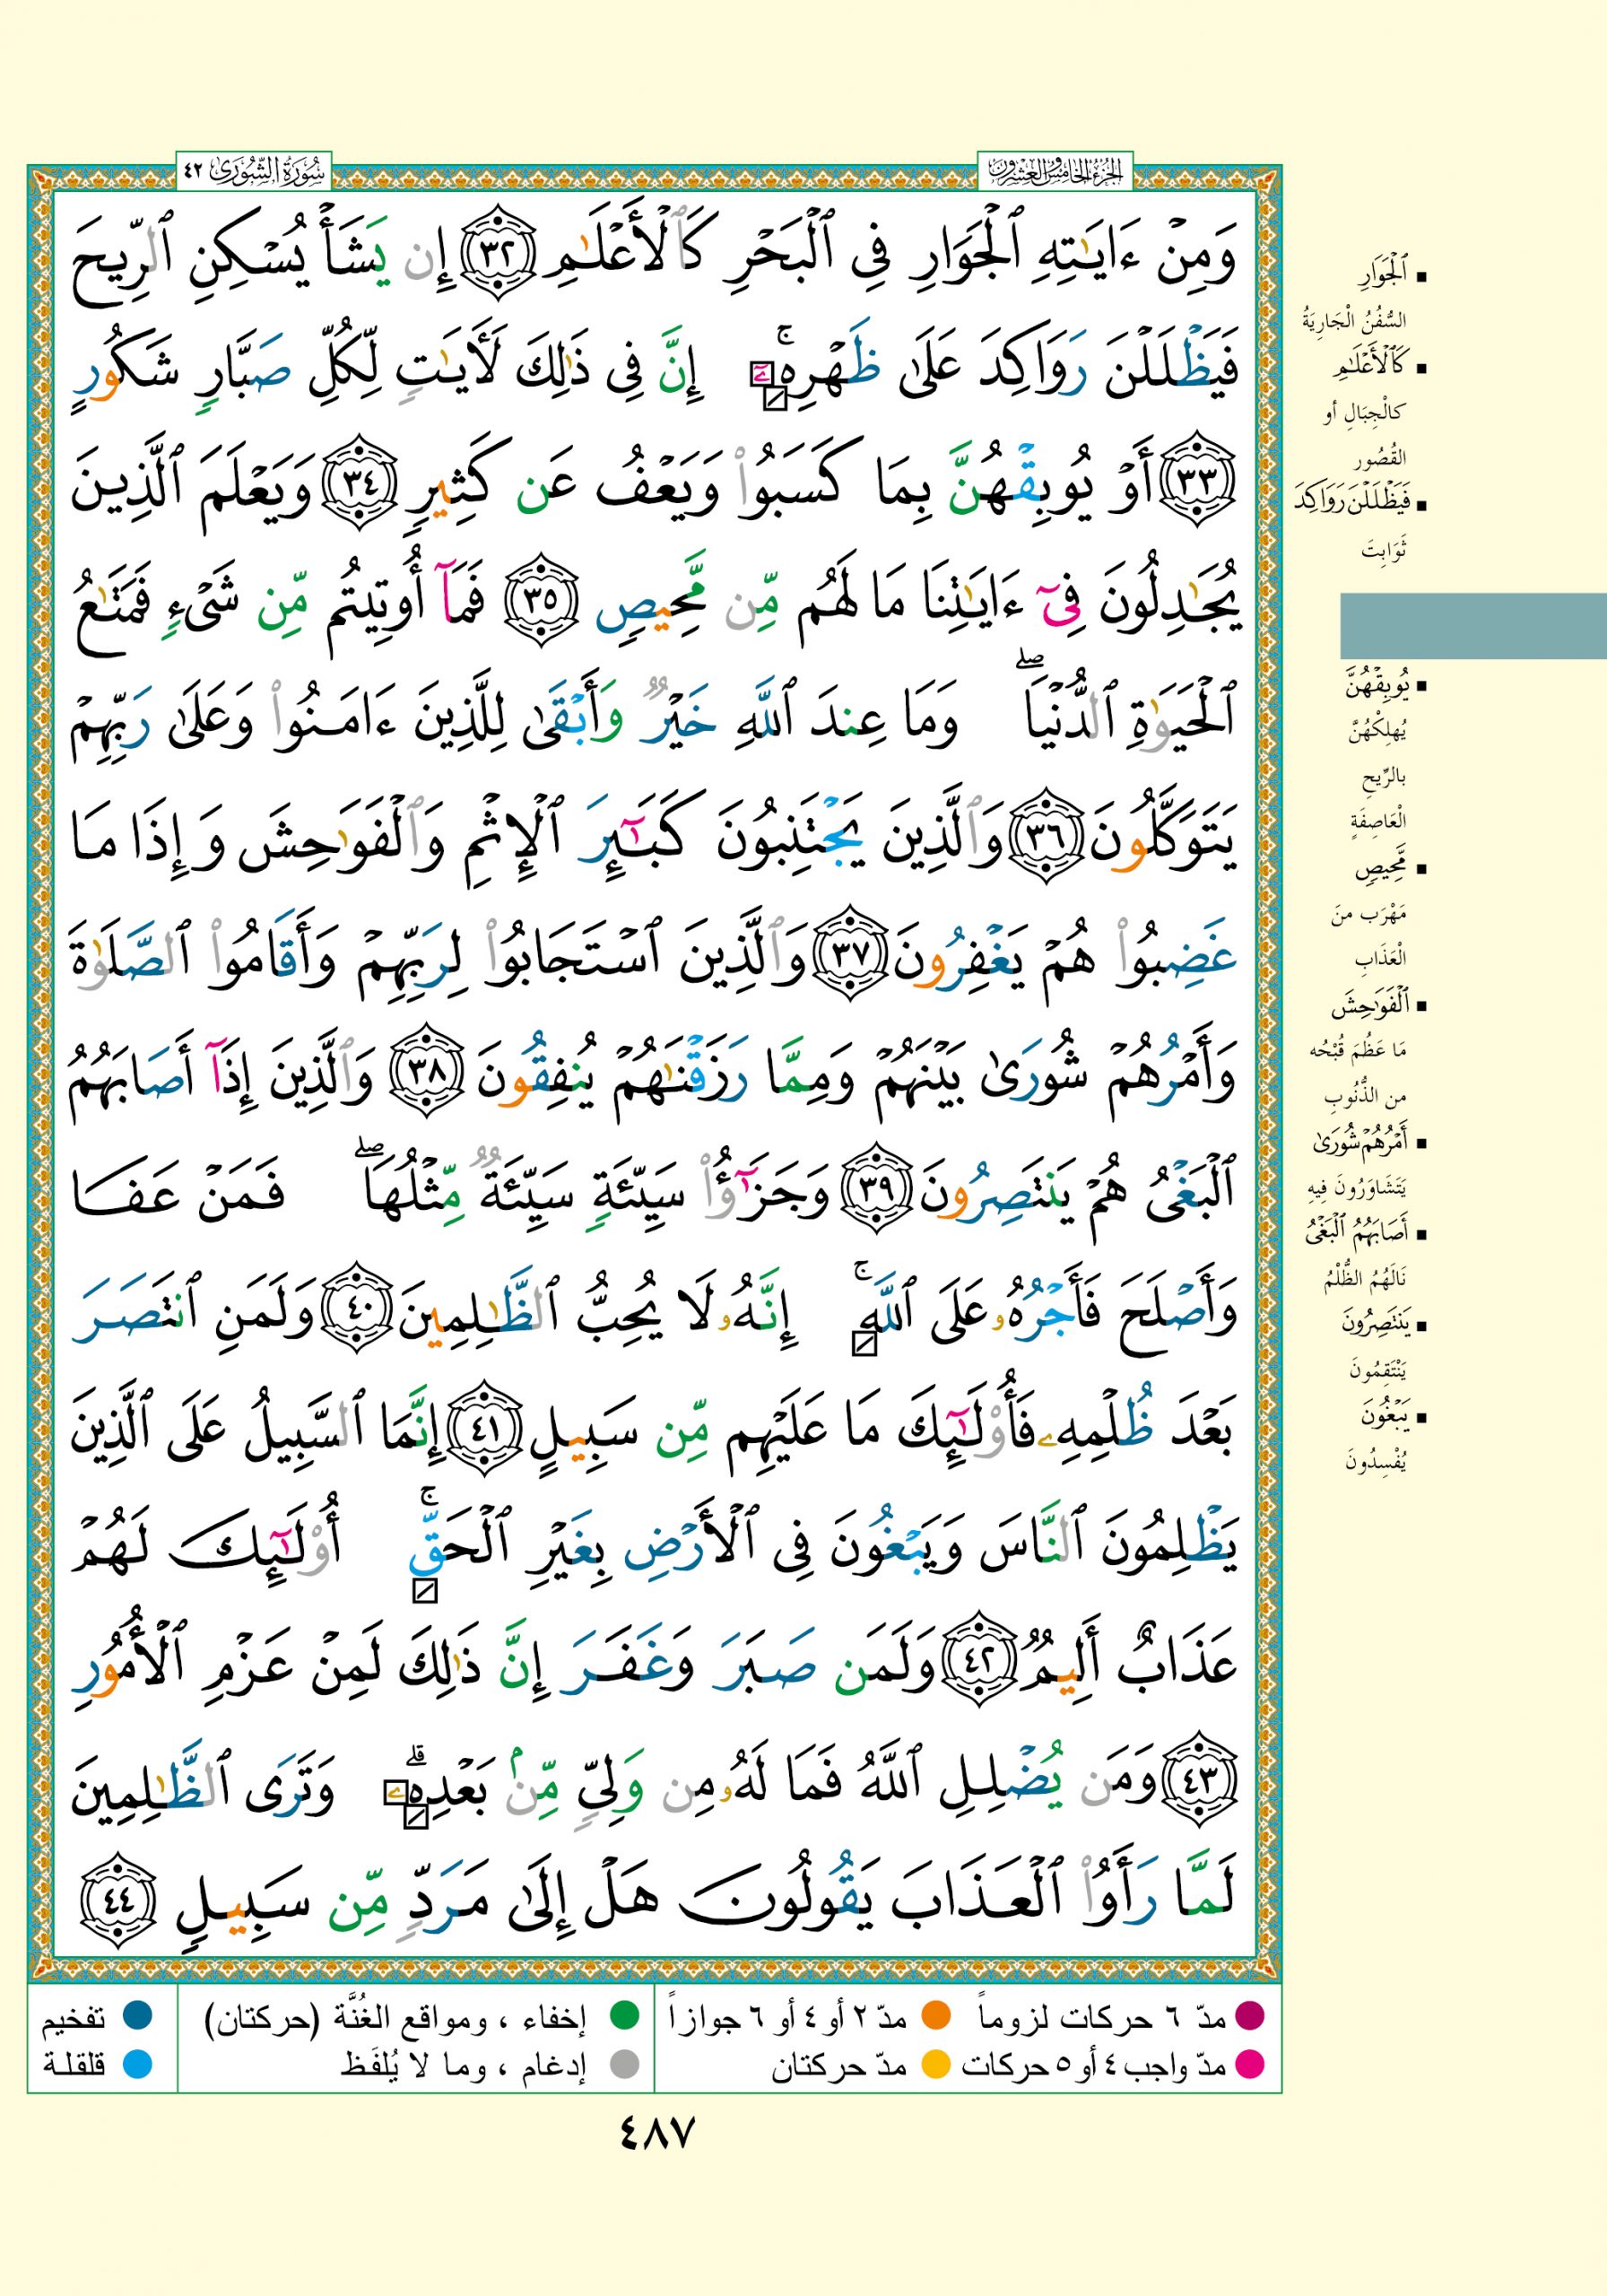 الجزء الخامس والعشرون
سُورَةُ الشُّورَىٰ ٤٢
وَمِنْ ءَايَٰتِهِ ٱلْجَوَارِ فِى ٱلْبَحْرِ كَٱلْأَعْلَٰمِ ٣٢ إِن يَشَأْ يُسْكِنِ ٱلرِّيحَ
فَيَظْلَلْنَ رَوَاكِدَ عَلَىٰ ظَهْرِهِۦٓ ۚ إِنَّ فِى ذَٰلِكَ لَءَايَٰتٍ لِّكُلِّ صَبَّارٍ شَكُورٍ
٣٣ أَوْ يُوبِقْهُنَّ بِمَا كَسَبُوا۟ وَيَعْفُ عَن كَثِيرٍ ٣٤ وَيَعْلَمَ ٱلَّذِينَ
يُجَٰدِلُونَ فِىٓ ءَايَٰتِنَا مَا لَهُم مِّن مَّحِيصٍ ٣٥ فَمَآ أُوتِيتُم مِّن شَىْءٍ فَمَتَٰعُ
ٱلْحَيَوٰةِ ٱلدُّنْيَا ۖ وَمَا عِندَ ٱللَّهِ خَيْرٌ وَأَبْقَىٰ لِلَّذِينَ ءَامَنُوا۟ وَعَلَىٰ رَبِّهِمْ
يَتَوَكَّلُونَ ٣٦ وَٱلَّذِينَ يَجْتَنِبُونَ كَبَٰٓئِرَ ٱلْإِثْمِ وَٱلْفَوَٰحِشَ وَإِذَا مَا
غَضِبُوا۟ هُمْ يَغْفِرُونَ ٣٧ وَٱلَّذِينَ ٱسْتَجَابُوا۟ لِرَبِّهِمْ وَأَقَامُوا۟ ٱلصَّلَوٰةَ
وَأَمْرُهُمْ شُورَىٰ بَيْنَهُمْ وَمِمَّا رَزَقْنَٰهُمْ يُنفِقُونَ ٣٨ وَٱلَّذِينَ إِذَآ أَصَابَهُمُ
ٱلْبَغْىُ هُمْ يَنتَصِرُونَ ٣٩ وَجَزَٰٓؤُا۟ سَيِّئَةٍ سَيِّئَةٌ مِّثْلُهَا ۖ فَمَنْ عَفَا
وَأَصْلَحَ فَأَجْرُهُۥ عَلَى ٱللَّهِ ۚ إِنَّهُۥ لَا يُحِبُّ ٱلظَّٰلِمِينَ ٤٠ وَلَمَنِ ٱنتَصَرَ
بَعْدَ ظُلْمِهِۦ فَأُو۟لَٰٓئِكَ مَا عَلَيْهِم مِّن سَبِيلٍ ٤١ إِنَّمَا ٱلسَّبِيلُ عَلَى ٱلَّذِينَ
يَظْلِمُونَ ٱلنَّاسَ وَيَبْغُونَ فِى ٱلْأَرْضِ بِغَيْرِ ٱلْحَقِّ ۚ أُو۟لَٰٓئِكَ لَهُمْ
عَذَابٌ أَلِيمٌ ٤٢ وَلَمَن صَبَرَ وَغَفَرَ إِنَّ ذَٰلِكَ لَمِنْ عَزْمِ ٱلْأُمُورِ
٤٣ وَمَن يُضْلِلِ ٱللَّهُ فَمَا لَهُۥ مِن وَلِىٍّ مِّنۢ بَعْدِهِۦ ۗ وَتَرَى ٱلظَّٰلِمِينَ
لَمَّا رَأَوُا۟ ٱلْعَذَابَ يَقُولُونَ هَلْ إِلَىٰ مَرَدٍّ مِّن سَبِيلٍ ٤٤
▪ ٱلْجَوَارِ
السُّفُنُ الْجَارِيَةُ
▪ كَٱلْأَعْلَٰمِ
كالْجِبَالِ أو
القُصُور
▪ فَيَظْلَلْنَ رَوَاكِدَ
ثَوَابِتَ
▪ يُوبِقْهُنَّ
يُهلِكْهُنَّ
بالرِّيحِ
الْعَاصِفَةِ
▪ مَّحِيصٍ
مَهْرَب منَ
الْعَذَابِ
▪ ٱلْفَوَٰحِشَ
مَا عَظُمَ قُبْحُه
من الذُّنُوبِ
▪ أَمْرُهُمْ شُورَىٰ
يَتَشَاوَرُونَ فِيهِ
▪ أَصَابَهُمُ ٱلْبَغْىُ
نَالَهُمُ الظُّلْمُ
▪ يَنتَصِرُونَ
يَنْتَقِمُونَ
▪ يَبْغُونَ
يُفْسِدُونَ
مدّ ٦ حركات لزوماً مدّ ٢ أو ٤ أو ٦ جوازاً إخفاء ، ومواقع الغُنَّة (حركتان) تفخيم
مدّ واجب ٤ أو ٥ حركات مدّ حركتان إدغام ، وما لا يُلفَظ قلقلة
٤٨٧